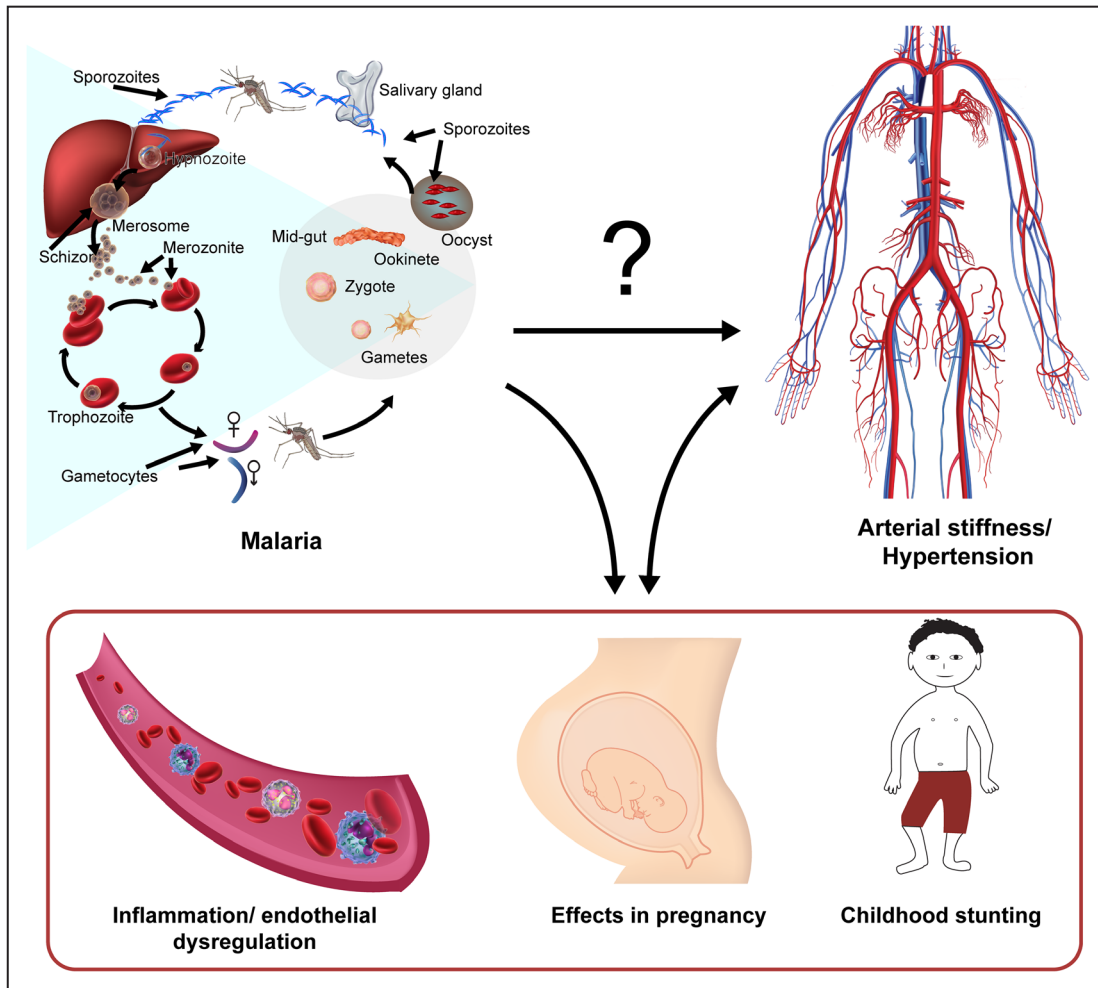 Sporozoites
Salivary gland
Sporozoites
Hypnozoite
Merosome
Schizon
Merozonite
Mid-gut
Ookinete
Oocyst
Zygote
Gametes
Trophozoite
♀
Gametocytes
♂
Malaria
?
Arterial stiffness/
Hypertension
Inflammation/ endothelial
dysregulation
Effects in pregnancy
Childhood stunting